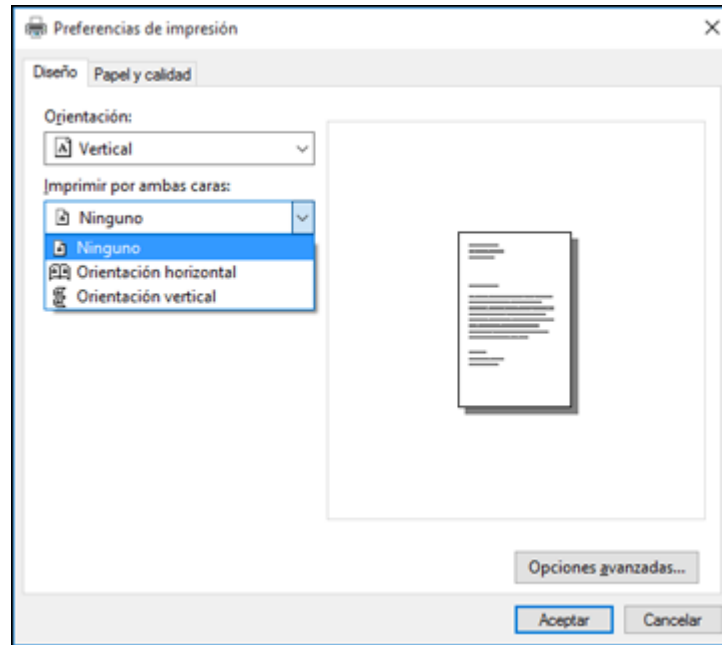 Preferencias de impresión
Diseño
Papel y calidad
Orientación:
Vertical
Imprimir por ambas caras:
Ninguno
Ninguno
Orientación horizontal
Orientación vertical
Opciones avanzadas...
Aceptar
Cancelar